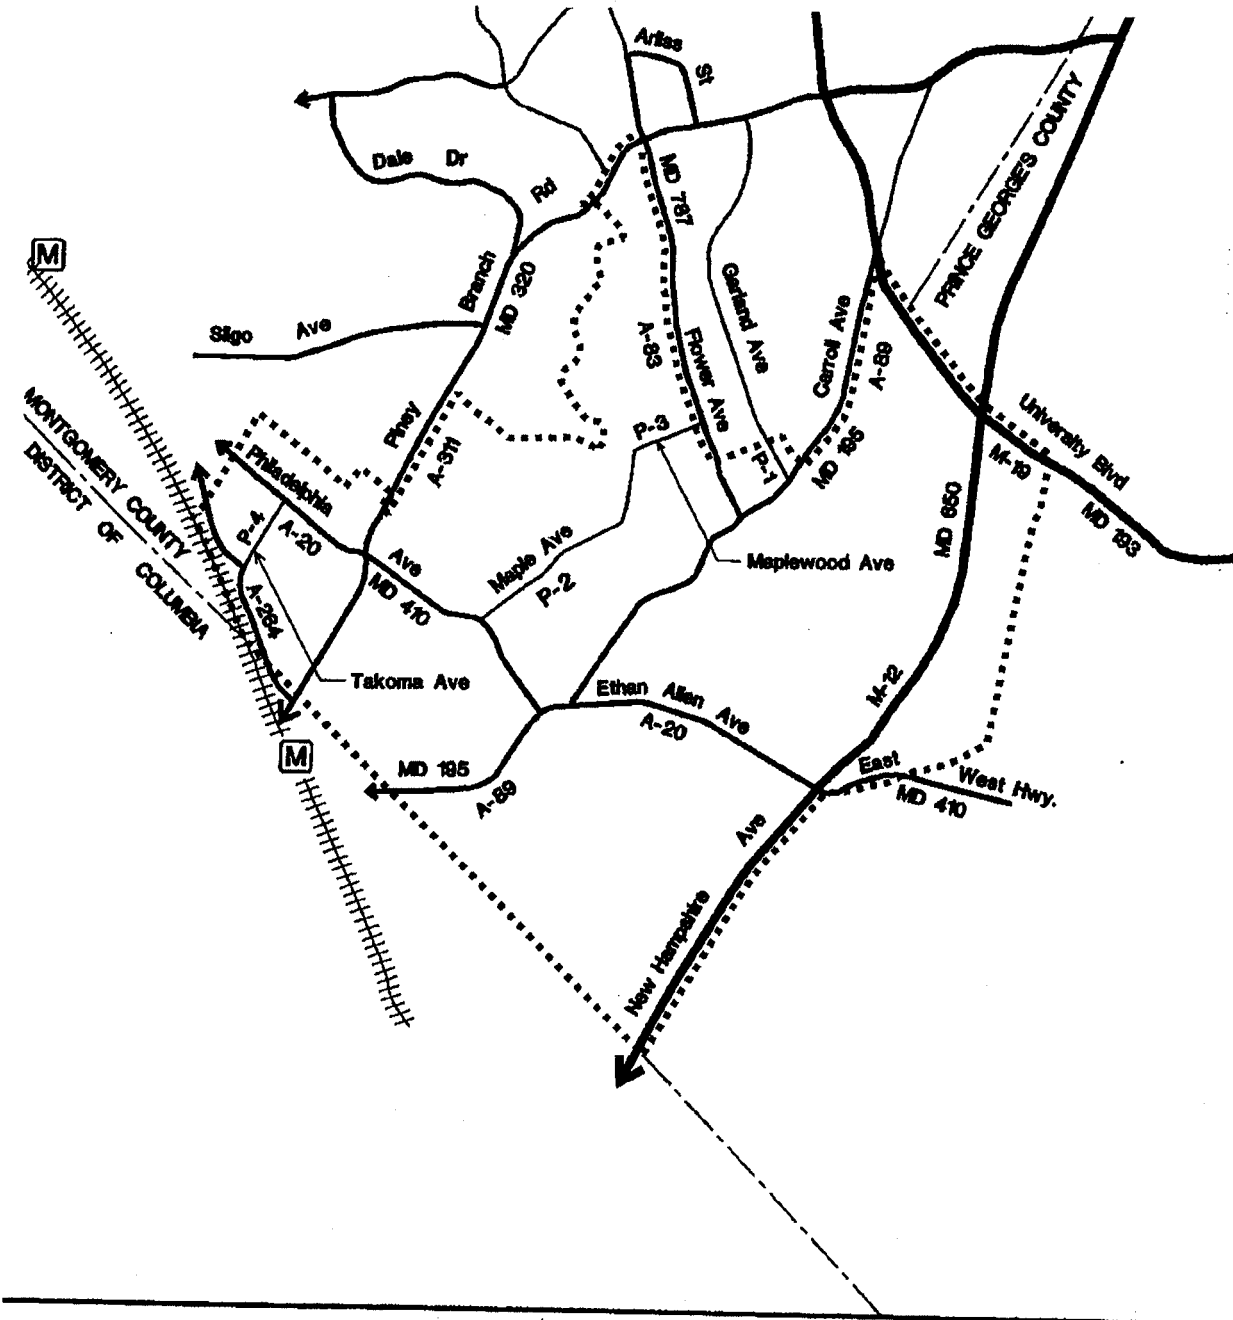 Arliss
St
Dale Dr
Rd
MD 787
PRINCE GEORGE'S COUNTY
M
Branch
MD 320
Sligo Ave
Garland Ave
Carroll Ave
A-89
A-83
Flower Ave
MONTGOMERY COUNTY
DISTRICT OF COLUMBIA
Piney
A-311
P-3
P-1
MD 195
University Blvd
M-19
MD 193
Philadelphia
Ave
A-20
P-4
MD 410
Maple Ave
P-2
Maplewood Ave
MD 650
A-264
Takoma Ave
Ethan Allen Ave
A-20
M-12
M
MD 195
A-89
East
West Hwy.
MD 410
New Hampshire
Ave